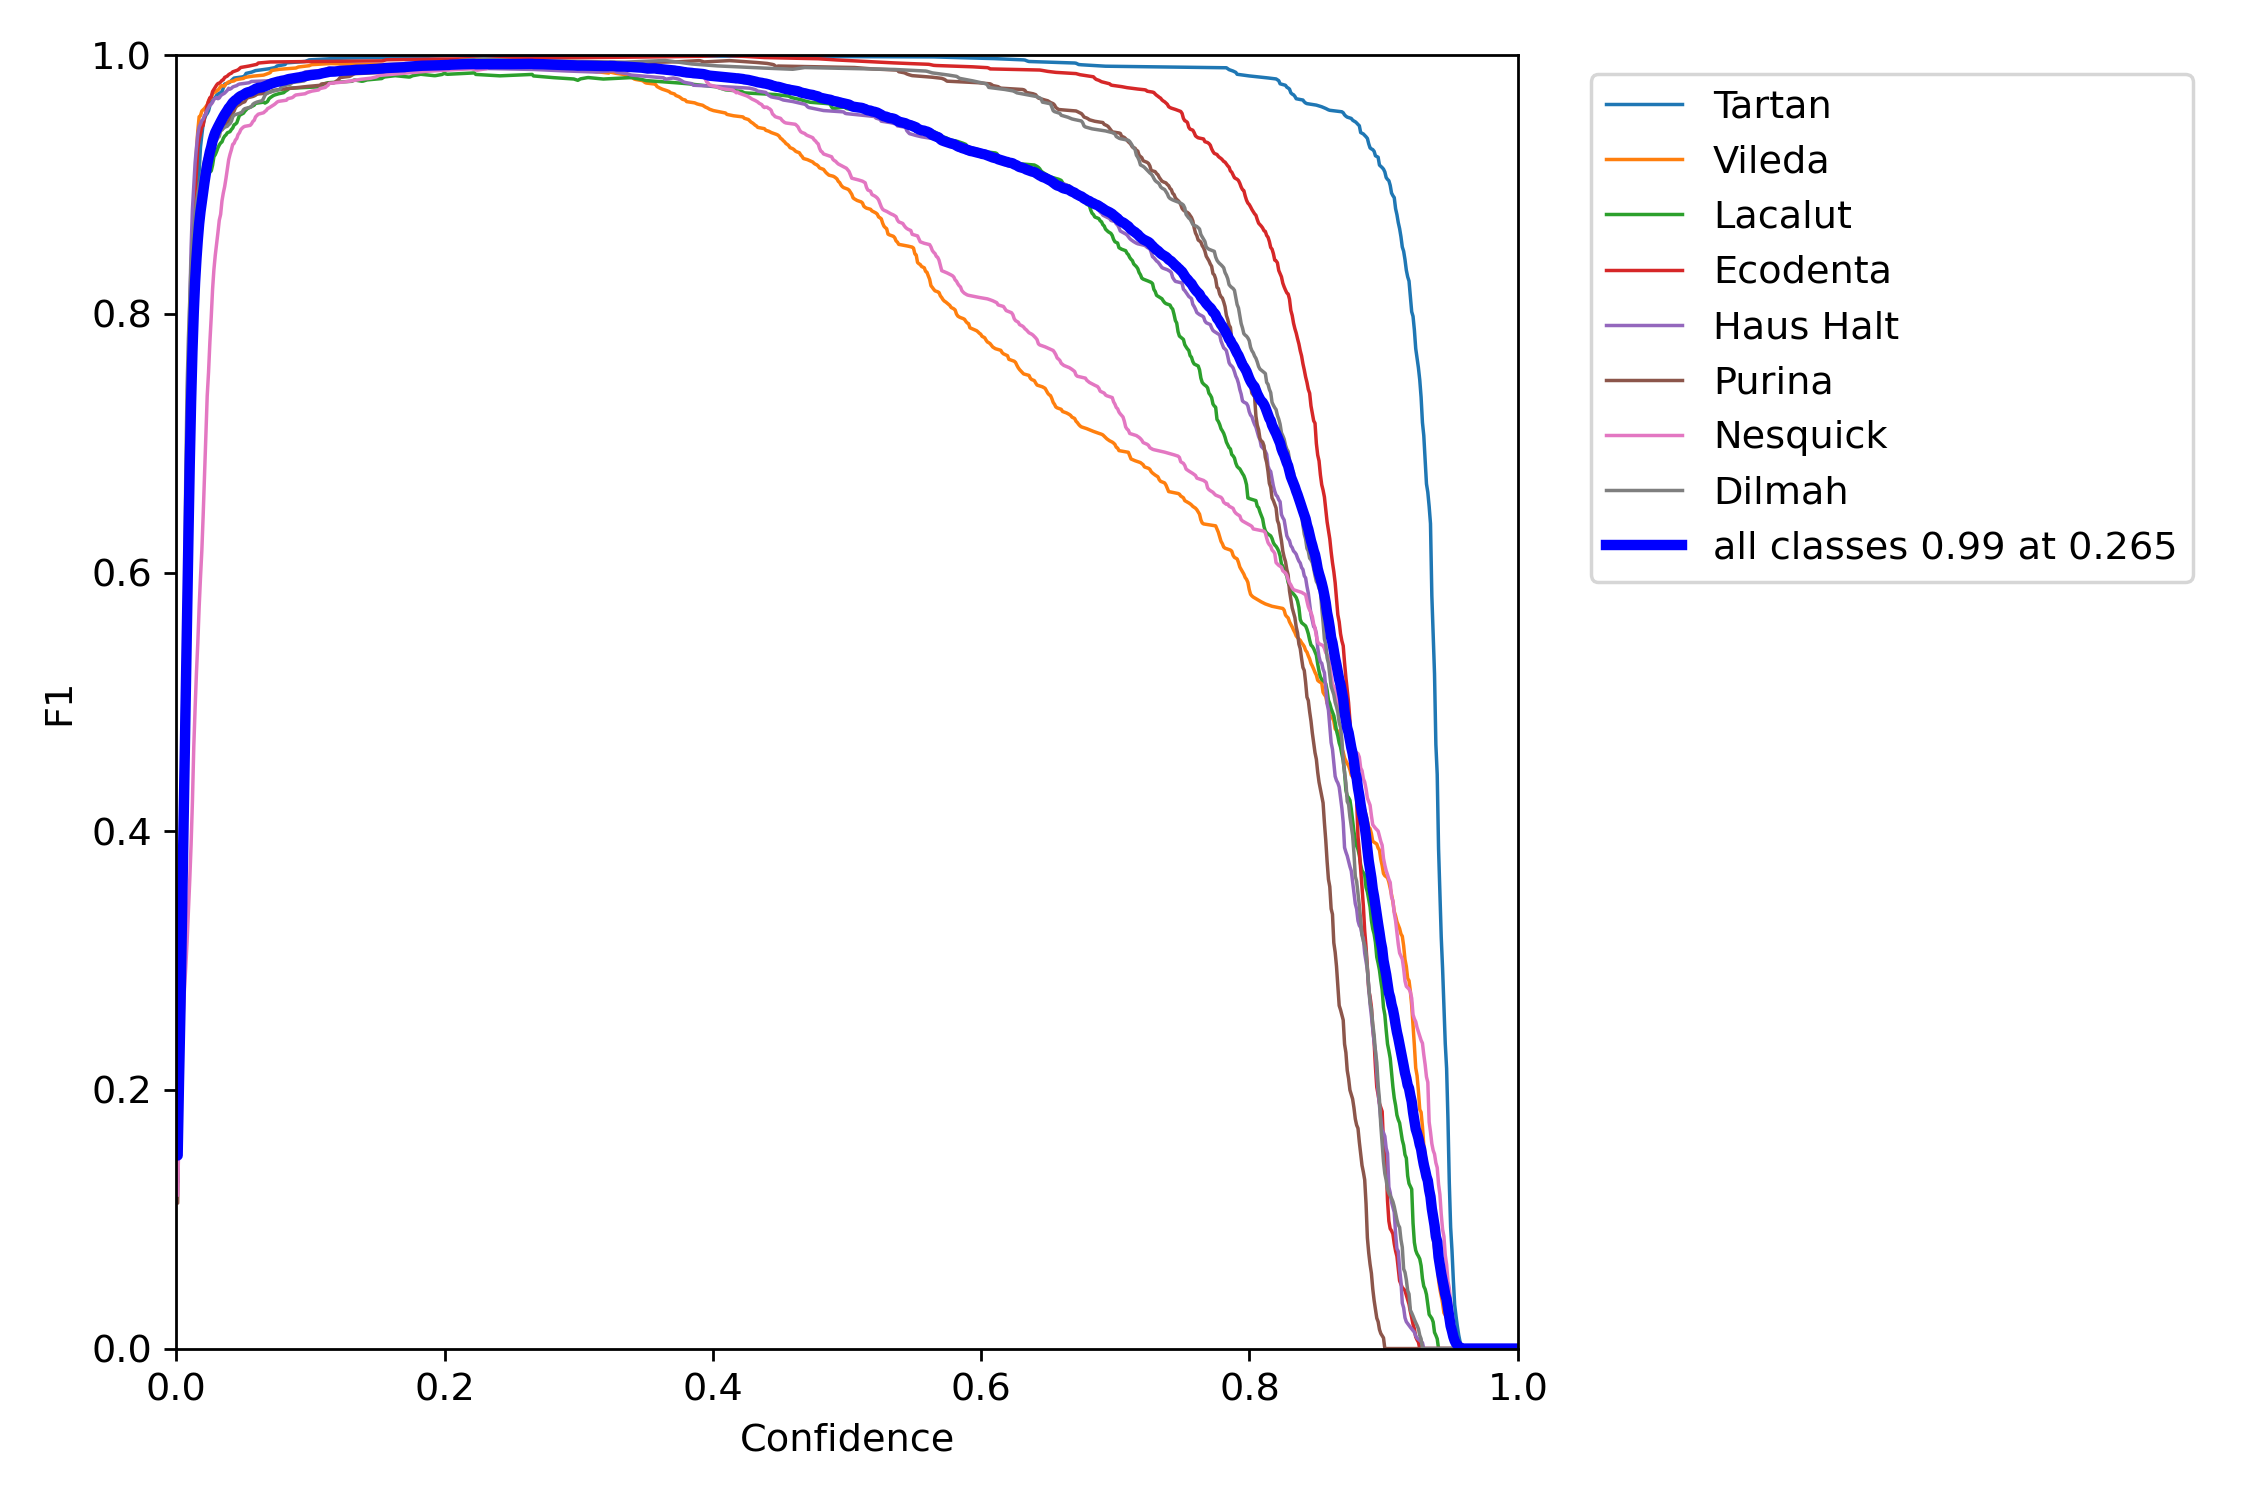 1.0
0.8
0.6
0.4
0.2
0.0
F1
0.0 0.2 0.4 0.6 0.8 1.0
Confidence
Tartan
Vileda
Lacalut
Ecodenta
Haus Halt
Purina
Nesquick
Dilmah
all classes 0.99 at 0.265